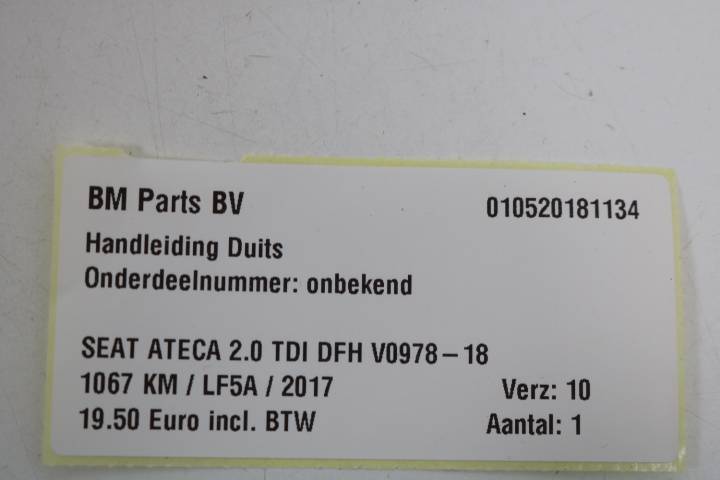 BM Parts BV 010520181134
Handleiding Duits
Onderdeelnummer: onbekend
SEAT ATECA 2.0 TDI DFH V0978-18
1067 KM / LF5A / 2017 Verz: 10
19.50 Euro incl. BTW Aantal: 1